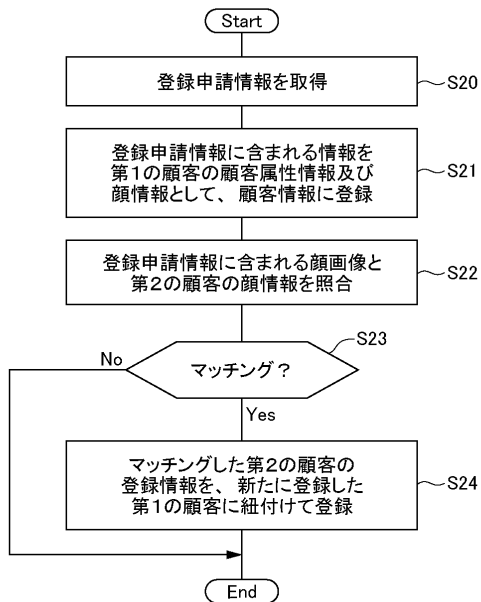 Start
登録申請情報を取得
S20
登録申請情報に含まれる情報を
第1の顧客の顧客属性情報及び
顔情報として、顧客情報に登録
S21
登録申請情報に含まれる顔画像と
第2の顧客の顔情報を照合
S22
S23
マッチング？
No
Yes
マッチングした第2の顧客の
登録情報を、新たに登録した
第1の顧客に紐付けて登録
S24
End